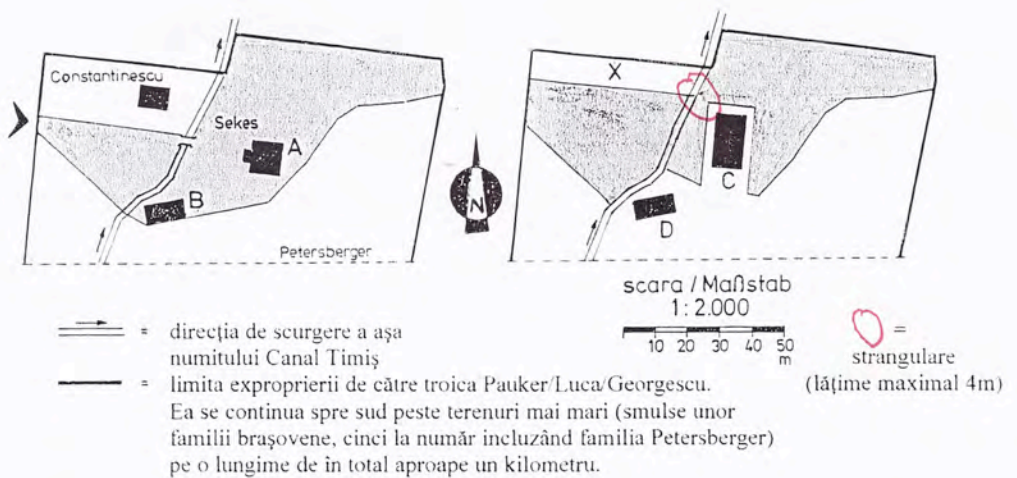 Constantinescu
Sekes
A
B
Petersberger
N
X
C
D
scara / Maßstab
1: 2.000
10 20 30 40 50
m
= direcția de scurgere a așa
numitului Canal Timiș
= limita exproprierii de către troica Pauker/Luca/Georgescu.
Ea se continua spre sud peste terenuri mai mari (smulse unor
familii brașovene, cinci la număr incluzând familia Petersberger)
pe o lungime de în total aproape un kilometru.
=
strangulare
(lățime maximal 4m)